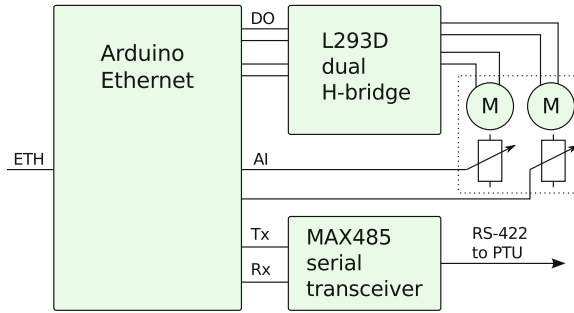 DO
Arduino
Ethernet
L293D
dual
H-bridge
M
M
ETH
AI
Tx
Rx
MAX485
serial
transceiver
RS-422
to PTU